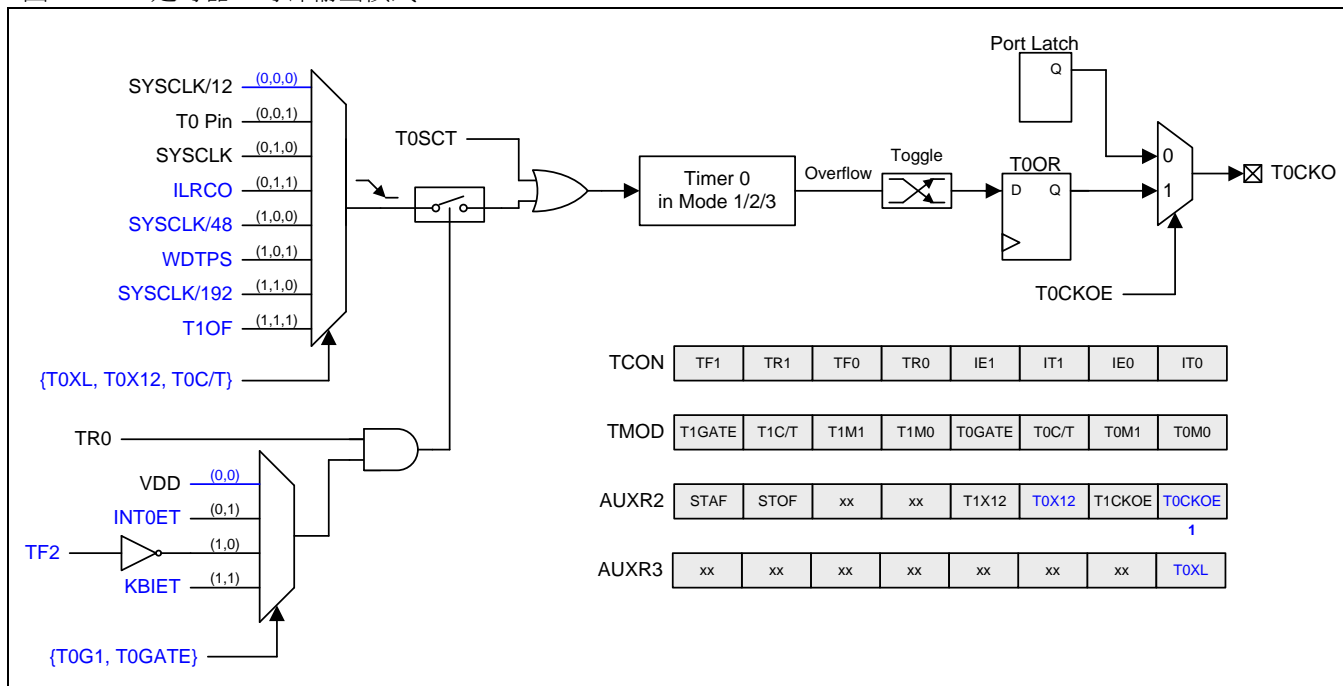 Port Latch
Q
SYSCLK/12 (0,0,0)
T0 Pin (0,0,1)
SYSCLK (0,1,0)
ILRCO (0,1,1)
SYSCLK/48 (1,0,0)
WDTPS (1,0,1)
SYSCLK/192 (1,1,0)
T1OF (1,1,1)
{T0XL, T0X12, T0C/T}
T0SCT
Timer 0
in Mode 1/2/3
Overflow
Toggle
T0OR
D Q
0
1
T0CKO
T0CKOE
TR0
VDD (0,0)
INT0ET (0,1)
TF2 (1,0)
KBIET (1,1)
{T0G1, T0GATE}
TCON TF1 TR1 TF0 TR0 IE1 IT1 IE0 IT0
TMOD T1GATE T1C/T T1M1 T1M0 T0GATE T0C/T T0M1 T0M0
AUXR2 STAF STOF xx xx T1X12 T0X12 T1CKOE T0CKOE
1
AUXR3 xx xx xx xx xx xx xx T0XL